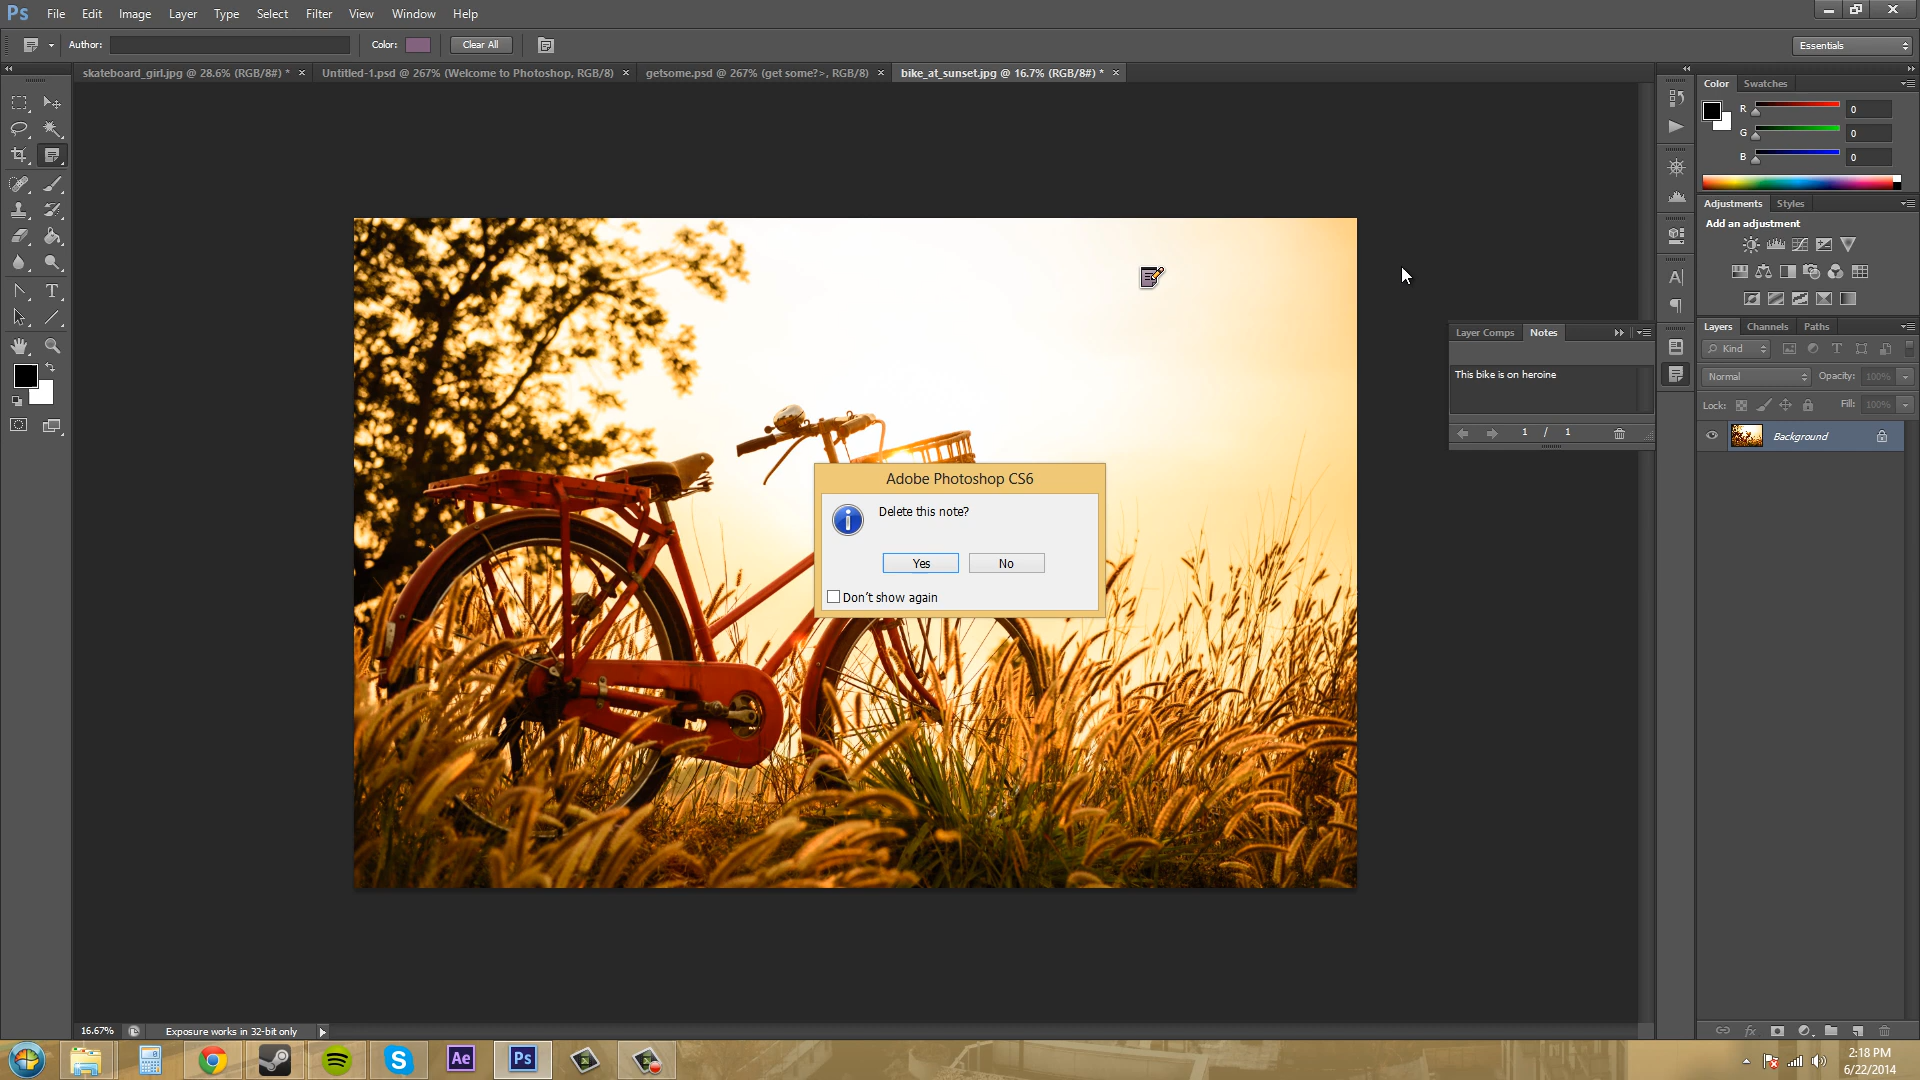 Ps File Edit Image Layer Type Select Filter View Window Help
Author: Color: Clear All Essentials
skateboard_girl.jpg @ 28.6% (RGB/8#) * × Untitled-1.psd @ 267% (Welcome to Photoshop, RGB/8) × getsome.psd @ 267% (get some?>, RGB/8) × bike_at_sunset.jpg @ 16.7% (RGB/8#) * ×
Color Swatches
R 0
G 0
B 0
Adjustments Styles
Add an adjustment
Layers Channels Paths
Kind
Normal Opacity: 100%
Lock: Fill: 100%
Background
Layer Comps Notes
This bike is on heroine
1 / 1
Adobe Photoshop CS6
Delete this note?
Yes No
Don't show again
16.67% Exposure works in 32-bit only
Ae Ps
2:18 PM
6/22/2014